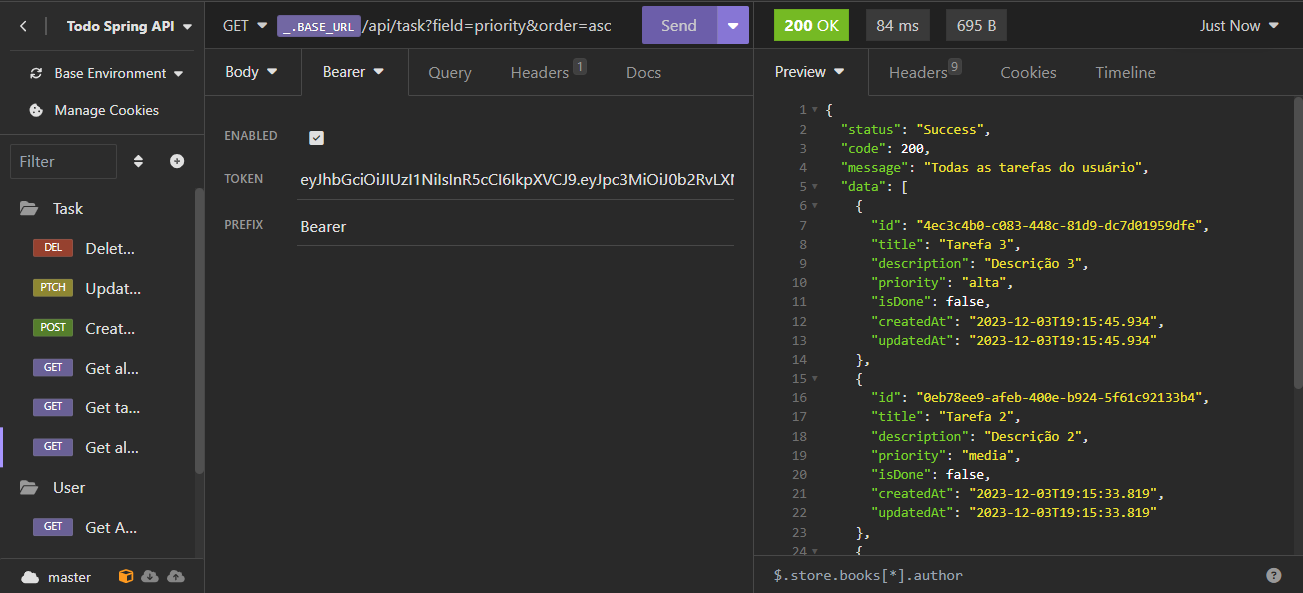 Todo Spring API
Base Environment
Manage Cookies
Filter
Task
DEL Delet...
PTCH Updat...
POST Creat...
GET Get al...
GET Get ta...
GET Get al...
User
GET Get A...
master
GET _.BASE_URL /api/task?field=priority&order=asc Send
Body Bearer Query Headers 1 Docs
ENABLED
TOKEN eyJhbGciOiJIUzI1NiIsInR5cCI6IkpXVCJ9.eyJpc3MiOiJ0b2RvLXN
PREFIX Bearer
200 OK 84 ms 695 B Just Now
Preview Headers 9 Cookies Timeline
1 {
2 "status": "Success",
3 "code": 200,
4 "message": "Todas as tarefas do usuário",
5 "data": [
6 {
7 "id": "4ec3c4b0-c083-448c-81d9-dc7d01959dfe",
8 "title": "Tarefa 3",
9 "description": "Descrição 3",
10 "priority": "alta",
11 "isDone": false,
12 "createdAt": "2023-12-03T19:15:45.934",
13 "updatedAt": "2023-12-03T19:15:45.934"
14 },
15 {
16 "id": "0eb78ee9-afeb-400e-b924-5f61c92133b4",
17 "title": "Tarefa 2",
18 "description": "Descrição 2",
19 "priority": "media",
20 "isDone": false,
21 "createdAt": "2023-12-03T19:15:33.819",
22 "updatedAt": "2023-12-03T19:15:33.819"
23 },
24 {
$.store.books[*].author